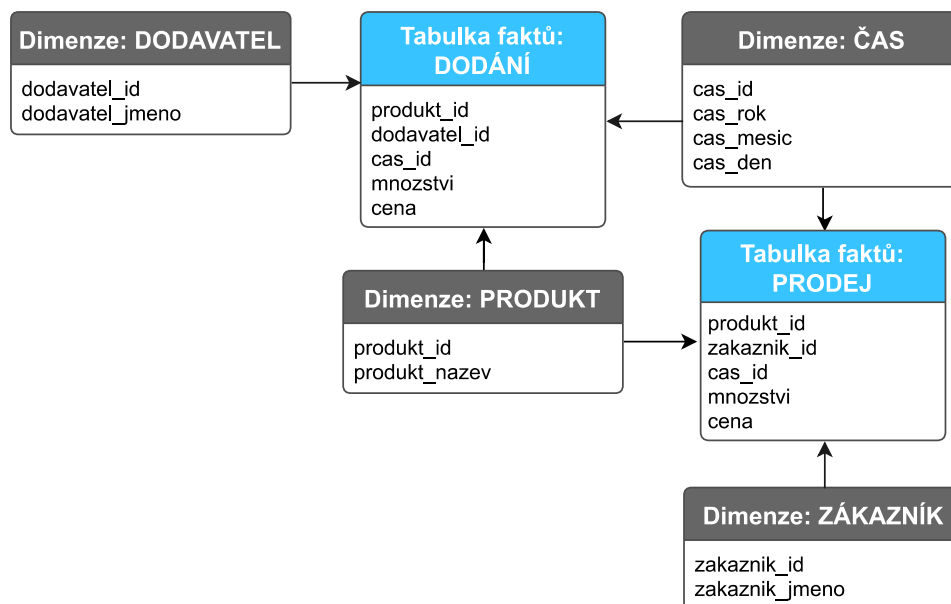 Dimenze: DODAVATEL
dodavatel_id
dodavatel_jmeno
Tabulka faktů:
DODÁNÍ
produkt_id
dodavatel_id
cas_id
mnozstvi
cena
Dimenze: ČAS
cas_id
cas_rok
cas_mesic
cas_den
Dimenze: PRODUKT
produkt_id
produkt_nazev
Tabulka faktů:
PRODEJ
produkt_id
zakaznik_id
cas_id
mnozstvi
cena
Dimenze: ZÁKAZNÍK
zakaznik_id
zakaznik_jmeno